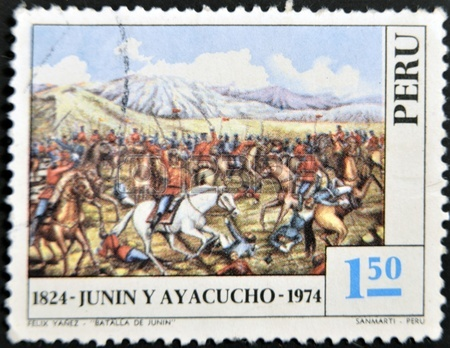 PERU
1824-JUNIN Y AYACUCHO-1974
1.50
FELIX YAÑEZ - "BATALLA DE JUNIN"
SANMARTI - PERU